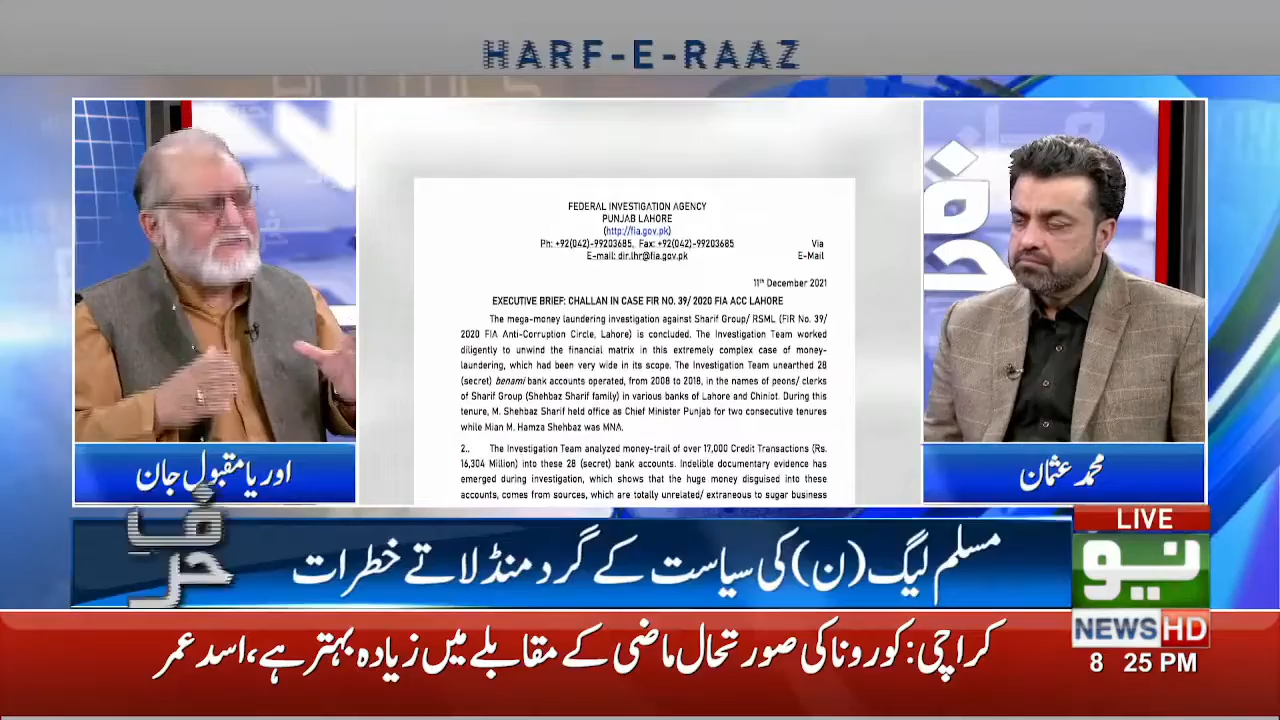 HARF-E-RAAZ
FEDERAL INVESTIGATION AGENCY
PUNJAB LAHORE
(http://fia.gov.pk)
Ph: +92(042)-99203685, Fax: +92(042)-99203685 Via
E-mail: dir.lhr@fia.gov.pk E-Mail
11th December 2021
EXECUTIVE BRIEF: CHALLAN IN CASE FIR NO. 39/ 2020 FIA ACC LAHORE
The mega-money laundering investigation against Sharif Group/ RSML (FIR No. 39/
2020 FIA Anti-Corruption Circle, Lahore) is concluded. The Investigation Team worked
diligently to unwind the financial matrix in this extremely complex case of money-
laundering, which had been very wide in its scope. The Investigation Team unearthed 28
(secret) benami bank accounts operated, from 2008 to 2018, in the names of peons/ clerks
of Sharif Group (Shehbaz Sharif family) in various banks of Lahore and Chiniot. During this
tenure, M. Shehbaz Sharif held office as Chief Minister Punjab for two consecutive tenures
while Mian M. Hamza Shehbaz was MNA.
2., The Investigation Team analyzed money-trail of over 17,000 Credit Transactions (Rs.
16,304 Million) into these 28 (secret) bank accounts. Indelible documentary evidence has
emerged during investigation, which shows that the huge money disguised into these
accounts, comes from sources, which are totally unrelated/ extraneous to sugar business
اوریا مقبول جان
محمد عثمان
حرف
مسلم لیگ (ن) کی سیاست کے گرد منڈلاتے خطرات
LIVE
نیو
NEWS HD
8 25 PM
کراچی: کورونا کی صورتحال ماضی کے مقابلے میں زیادہ بہتر ہے، اسد عمر